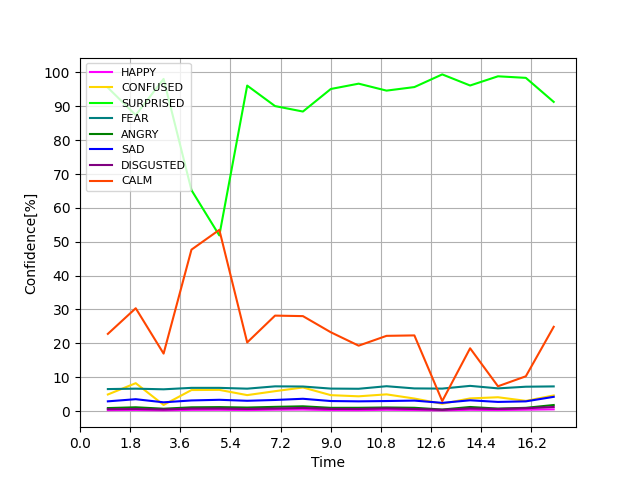 HAPPY
CONFUSED
SURPRISED
FEAR
ANGRY
SAD
DISGUSTED
CALM
100
90
80
70
60
50
40
30
20
10
0
Confidence[%]
0.0 1.8 3.6 5.4 7.2 9.0 10.8 12.6 14.4 16.2
Time